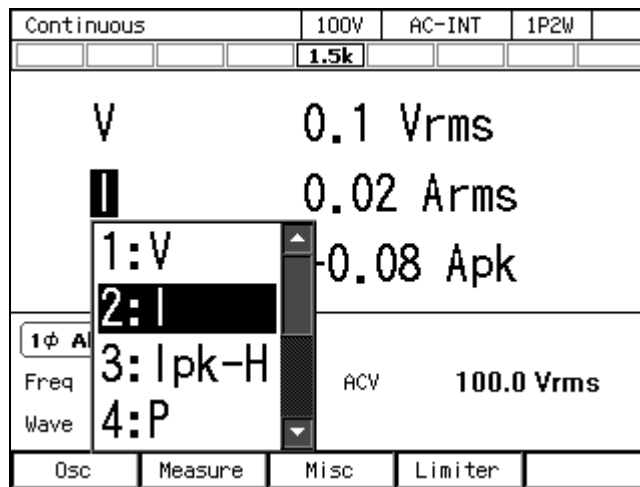 Continuous 100V AC-INT 1P2W
1.5k
V 0.1 Vrms
I 0.02 Arms
-0.08 Apk
1:V
2:I
3:Ipk-H
4:P
1φ
Freq ACV 100.0 Vrms
Wave
Osc Measure Misc Limiter